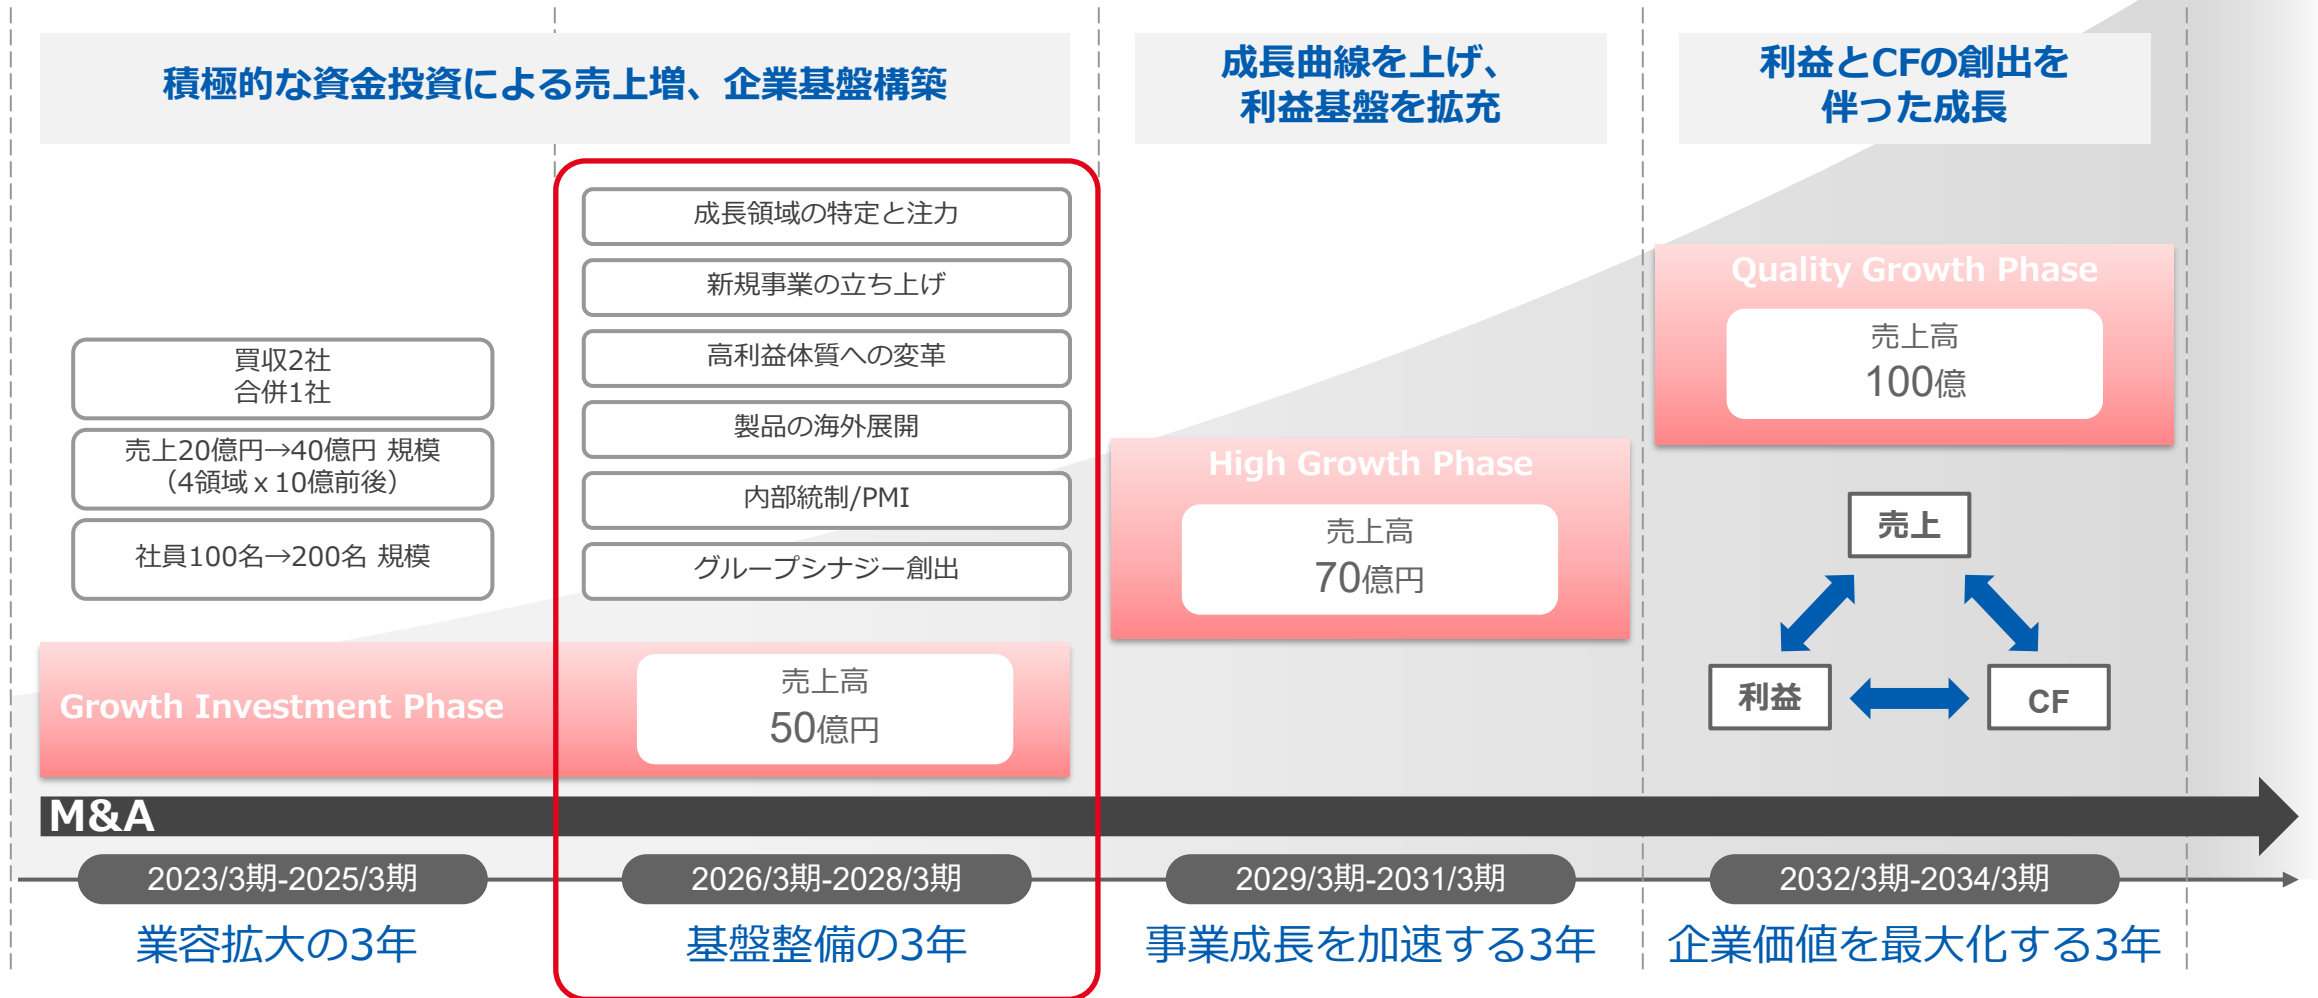 積極的な資金投資による売上増、企業基盤構築
成長曲線を上げ、
利益基盤を拡充
利益とCFの創出を
伴った成長
買収2社
合併1社
売上20億円→40億円 規模
（4領域 x 10億前後）
社員100名→200名 規模
成長領域の特定と注力
新規事業の立ち上げ
高利益体質への変革
製品の海外展開
内部統制/PMI
グループシナジー創出
Growth Investment Phase
売上高
50億円
High Growth Phase
売上高
70億円
Quality Growth Phase
売上高
100億
売上
利益
CF
M&A
2023/3期-2025/3期
2026/3期-2028/3期
2029/3期-2031/3期
2032/3期-2034/3期
業容拡大の3年
基盤整備の3年
事業成長を加速する3年
企業価値を最大化する3年